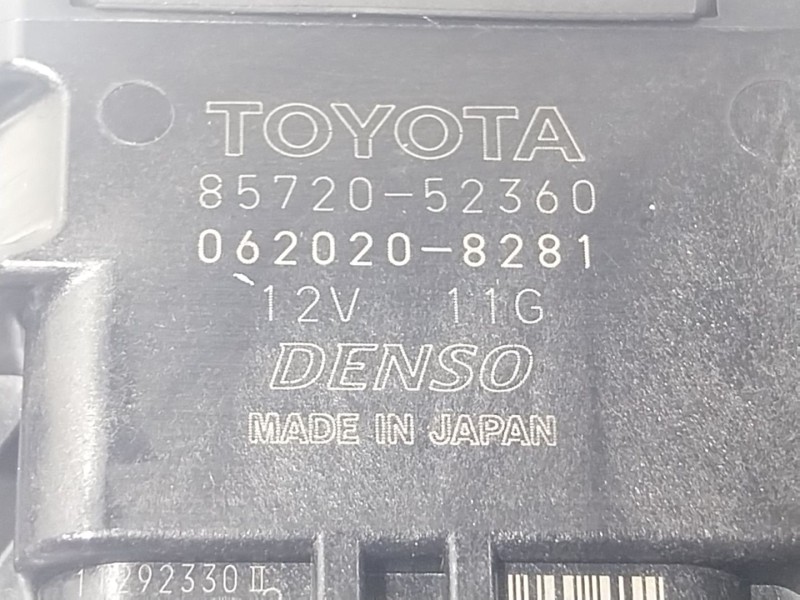 TOYOTA
85720-52360
062020-8281
12V 11G
DENSO
MADE IN JAPAN